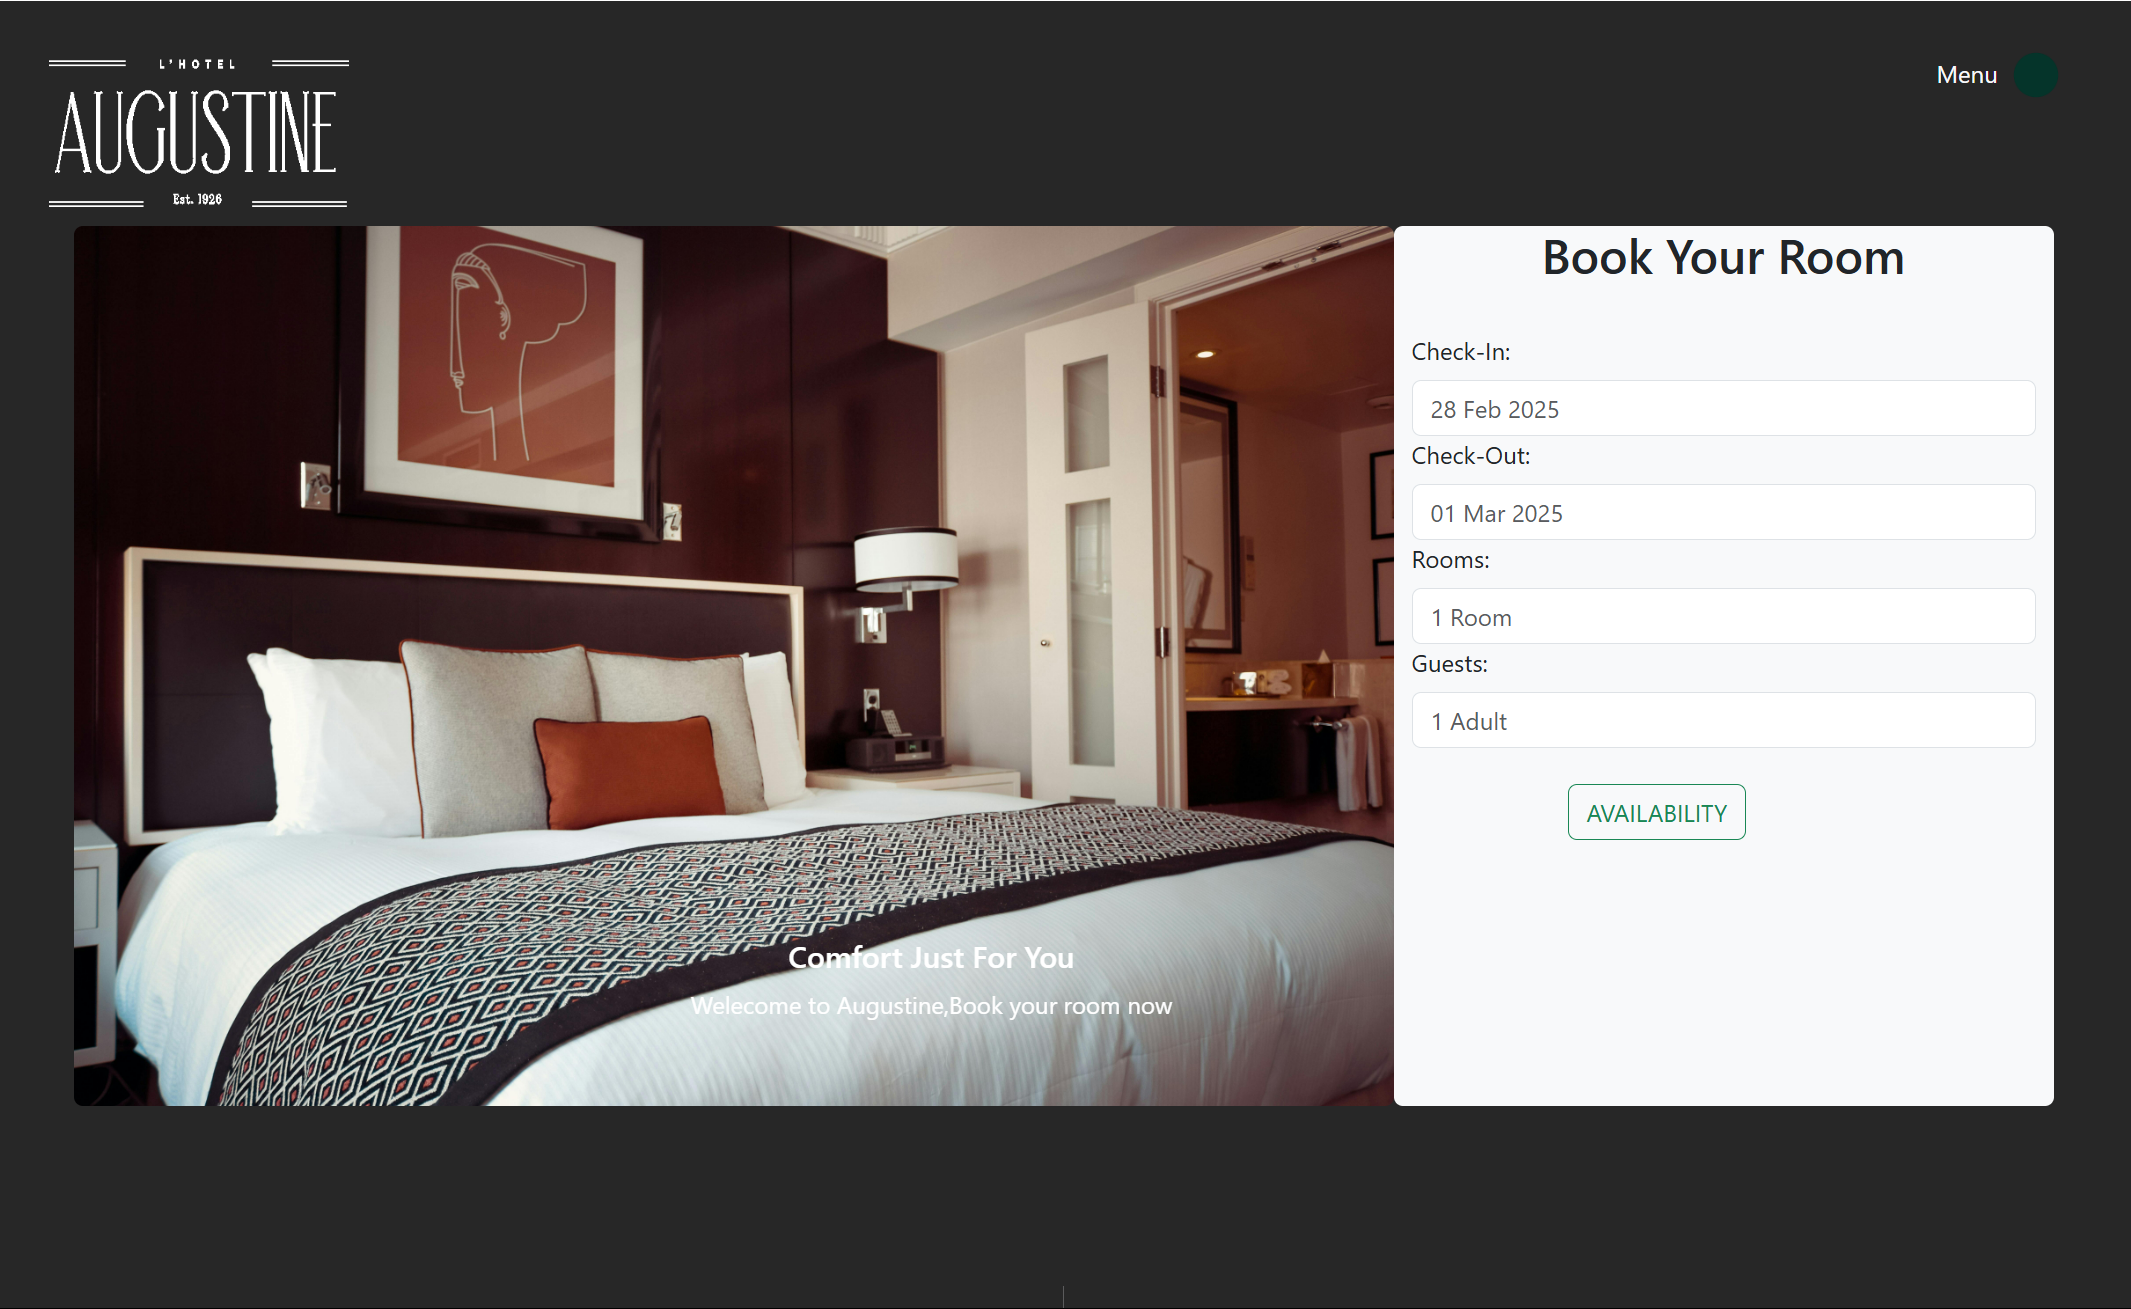 L'HOTEL
AUGUSTINE
Est. 1926
Menu
Book Your Room
Check-In:
28 Feb 2025
Check-Out:
01 Mar 2025
Rooms:
1 Room
Guests:
1 Adult
AVAILABILITY
Comfort Just For You
Welcome to Augustine,Book your room now